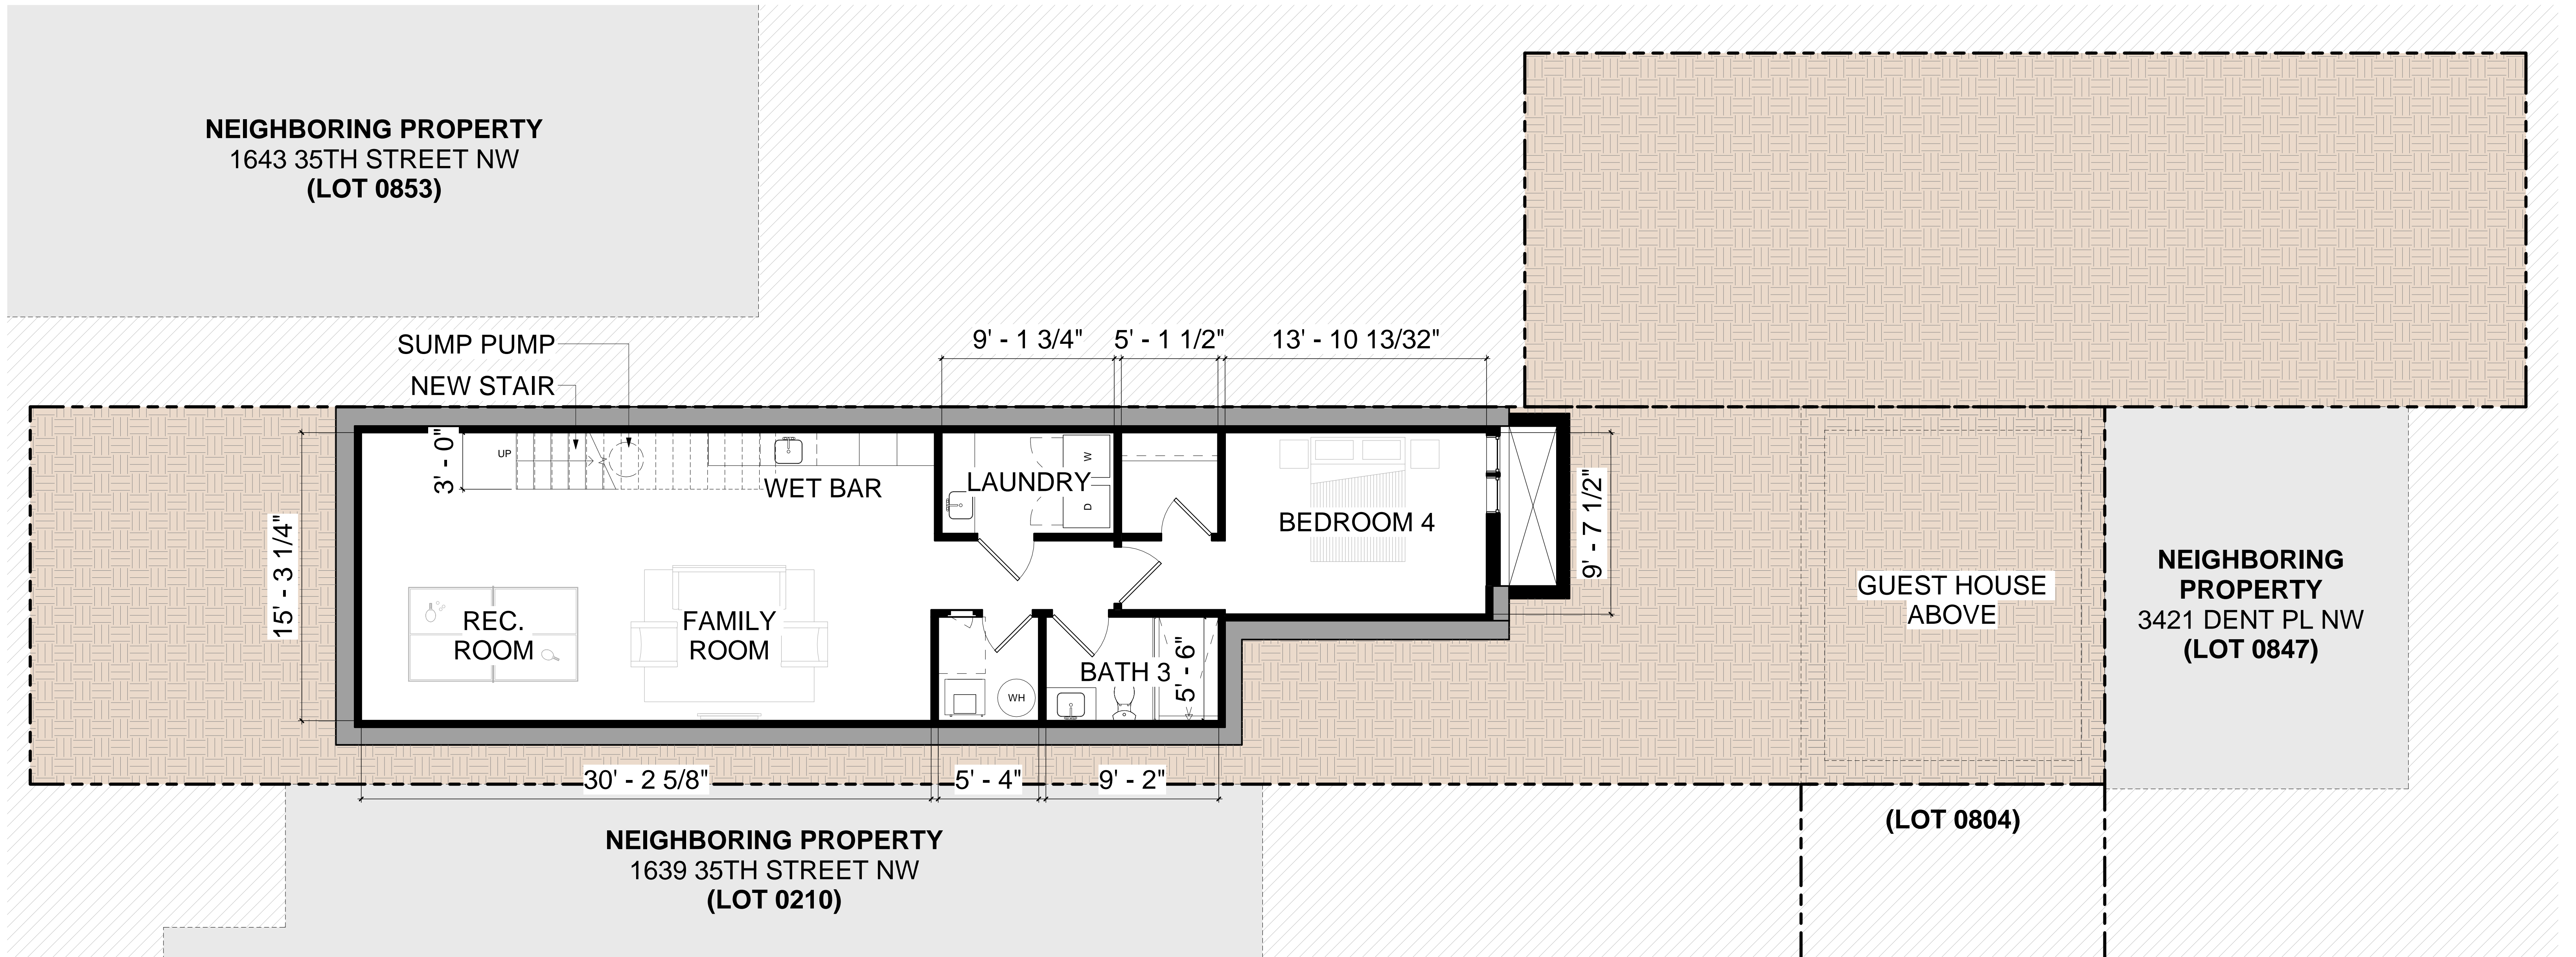 NEIGHBORING PROPERTY
1643 35TH STREET NW
(LOT 0853)
SUMP PUMP
NEW STAIR
9' - 1 3/4"
5' - 1 1/2"
13' - 10 13/32"
3' - 0"
UP
WET BAR
LAUNDRY
W
D
BEDROOM 4
15' - 3 1/4"
9' - 7 1/2"
REC.
ROOM
FAMILY
ROOM
WH
BATH 3
5' - 6"
GUEST HOUSE
ABOVE
NEIGHBORING
PROPERTY
3421 DENT PL NW
(LOT 0847)
30' - 2 5/8"
5' - 4"
9' - 2"
NEIGHBORING PROPERTY
1639 35TH STREET NW
(LOT 0210)
(LOT 0804)